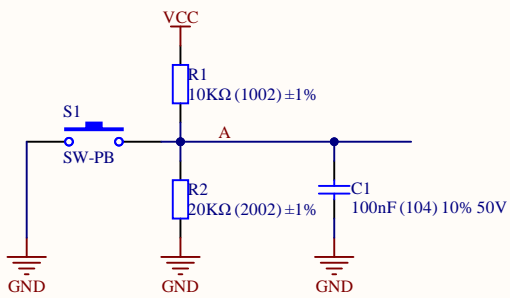 VCC
R1
10KΩ (1002) ±1%
S1
A
SW-PB
R2
20KΩ (2002) ±1%
C1
100nF (104) 10% 50V
GND
GND
GND